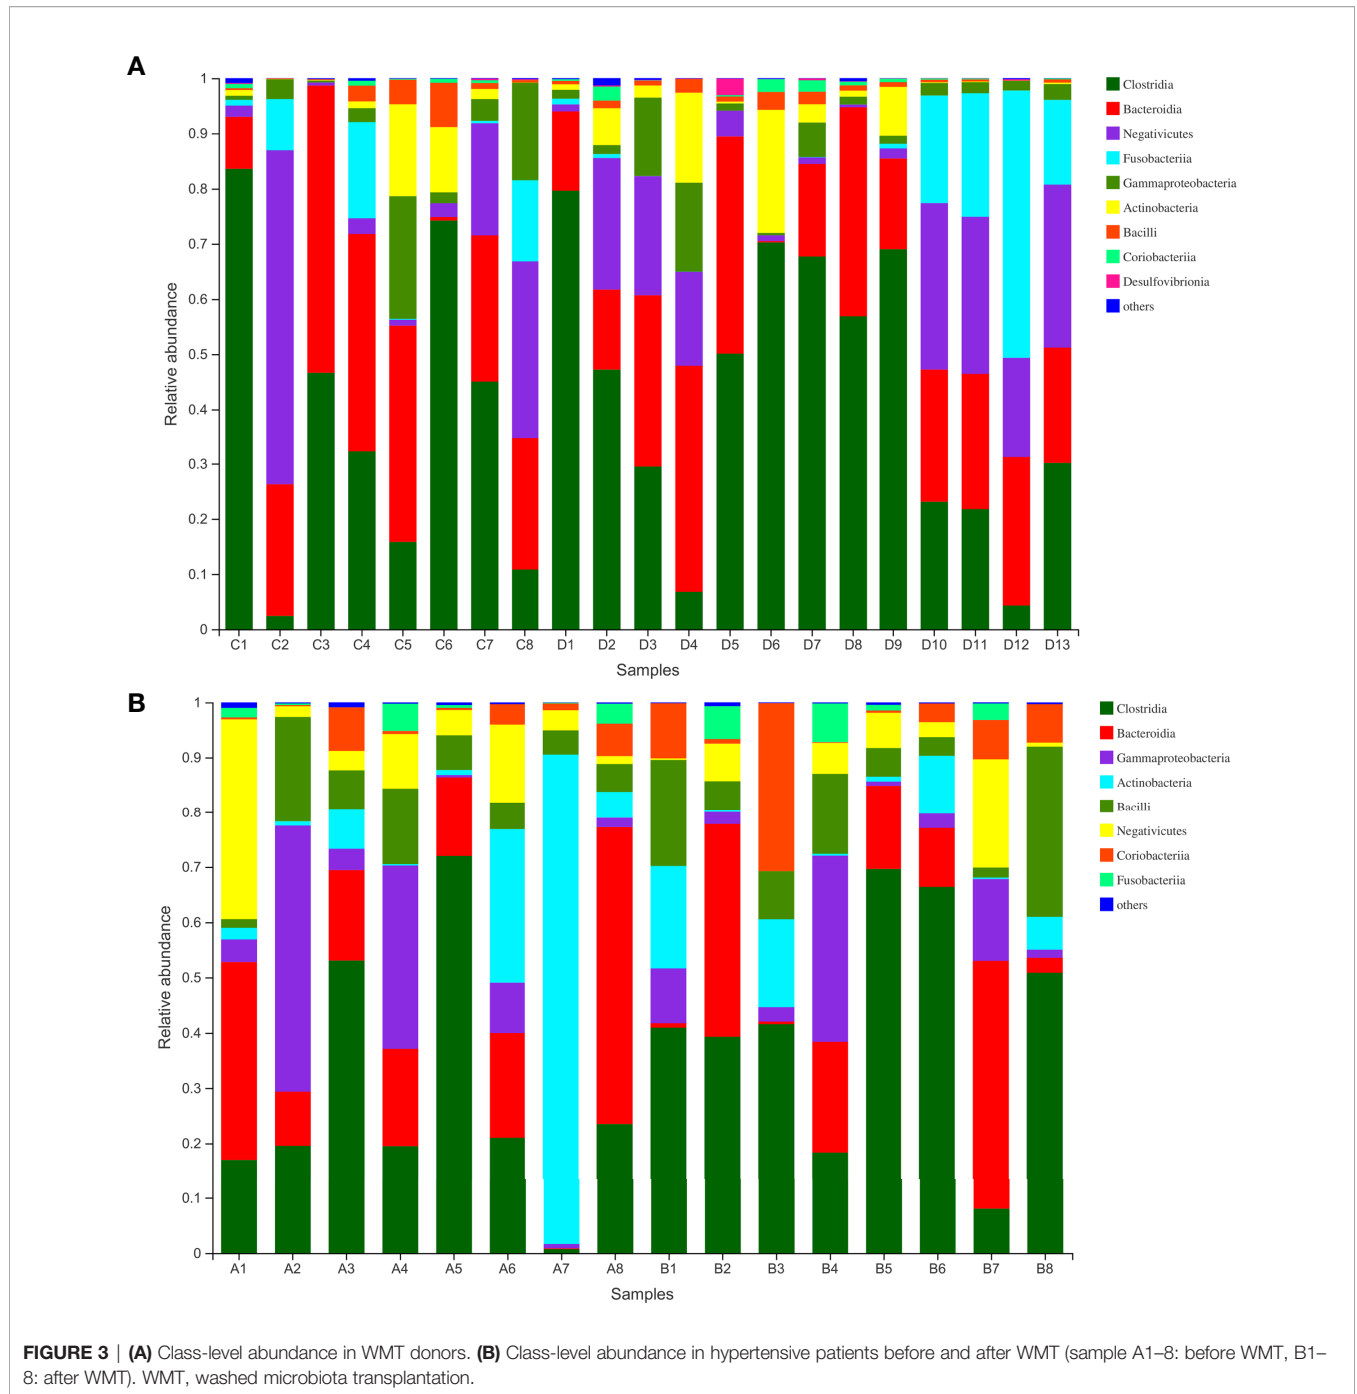 A
1
0.9
0.8
0.7
0.6
0.5
0.4
0.3
0.2
0.1
0
Relative abundance
C1 C2 C3 C4 C5 C6 C7 C8 D1 D2 D3 D4 D5 D6 D7 D8 D9 D10 D11 D12 D13
Samples
Clostridia
Bacteroidia
Negativicutes
Fusobacteriia
Gammaproteobacteria
Actinobacteria
Bacilli
Coriobacteriia
Desulfovibrionia
others
B
1
0.9
0.8
0.7
0.6
0.5
0.4
0.3
0.2
0.1
0
Relative abundance
A1 A2 A3 A4 A5 A6 A7 A8 B1 B2 B3 B4 B5 B6 B7 B8
Samples
Clostridia
Bacteroidia
Gammaproteobacteria
Actinobacteria
Bacilli
Negativicutes
Coriobacteriia
Fusobacteriia
others
FIGURE 3 | (A) Class-level abundance in WMT donors. (B) Class-level abundance in hypertensive patients before and after WMT (sample A1–8: before WMT, B1–
8: after WMT). WMT, washed microbiota transplantation.